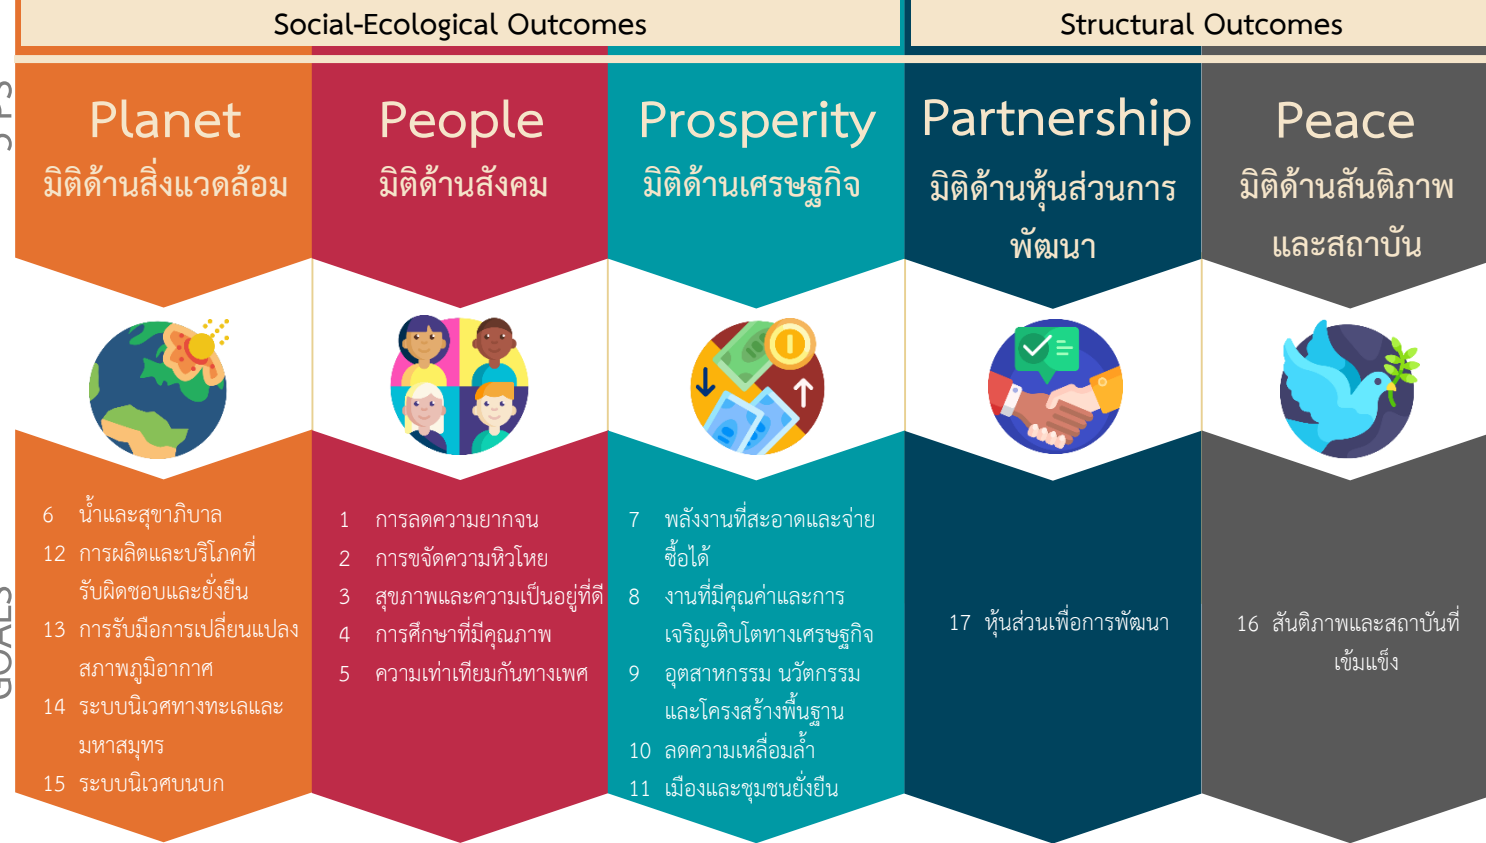 Social-Ecological Outcomes
Structural Outcomes
5 Ps
Planet
มิติด้านสิ่งแวดล้อม
People
มิติด้านสังคม
Prosperity
มิติด้านเศรษฐกิจ
Partnership
มิติด้านหุ้นส่วนการ
พัฒนา
Peace
มิติด้านสันติภาพ
และสถาบัน
GOALS
6 น้ำและสุขาภิบาล
12 การผลิตและบริโภคที่
รับผิดชอบและยั่งยืน
13 การรับมือการเปลี่ยนแปลง
สภาพภูมิอากาศ
14 ระบบนิเวศทางทะเลและ
มหาสมุทร
15 ระบบนิเวศบนบก
1 การลดความยากจน
2 การขจัดความหิวโหย
3 สุขภาพและความเป็นอยู่ที่ดี
4 การศึกษาที่มีคุณภาพ
5 ความเท่าเทียมกันทางเพศ
7 พลังงานที่สะอาดและจ่าย
ซื้อได้
8 งานที่มีคุณค่าและการ
เจริญเติบโตทางเศรษฐกิจ
9 อุตสาหกรรม นวัตกรรม
และโครงสร้างพื้นฐาน
10 ลดความเหลื่อมล้ำ
11 เมืองและชุมชนยั่งยืน
17 หุ้นส่วนเพื่อการพัฒนา
16 สันติภาพและสถาบันที่
เข้มแข็ง